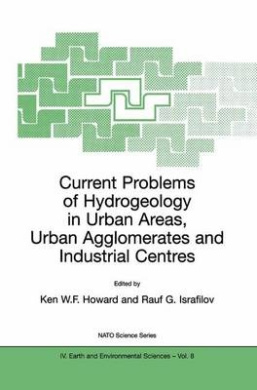 Current Problems
of Hydrogeology
in Urban Areas,
Urban Agglomerates and
Industrial Centres
Edited by
Ken W.F. Howard and Rauf G. Israfilov
NATO Science Series
IV. Earth and Environmental Sciences – Vol. 8